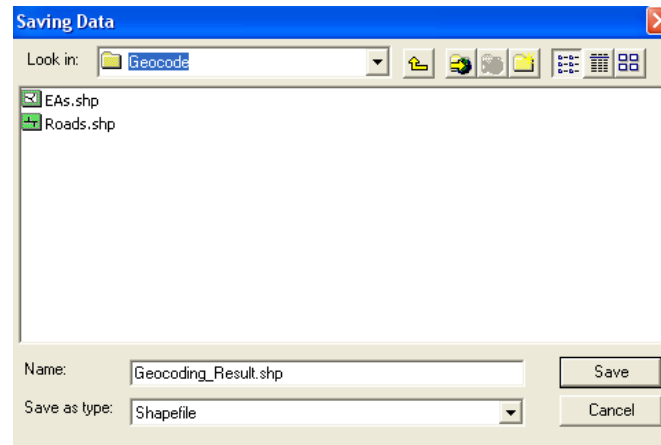 Saving Data
Look in: Geocode
EAs.shp
Roads.shp
Name: Geocoding_Result.shp Save
Save as type: Shapefile Cancel